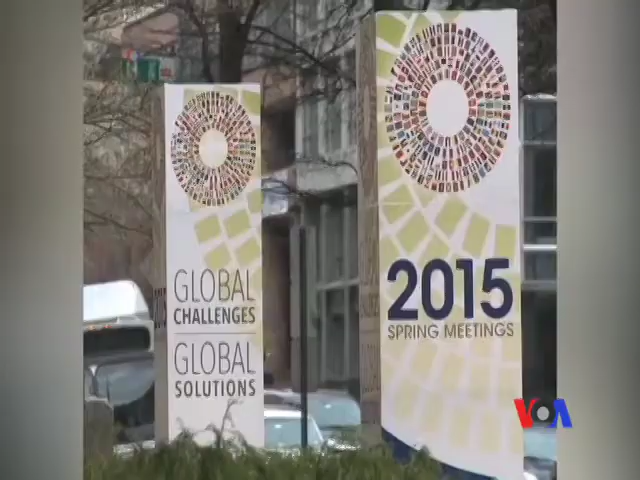 GLOBAL
CHALLENGES
GLOBAL
SOLUTIONS
2015
SPRING MEETINGS
VOA